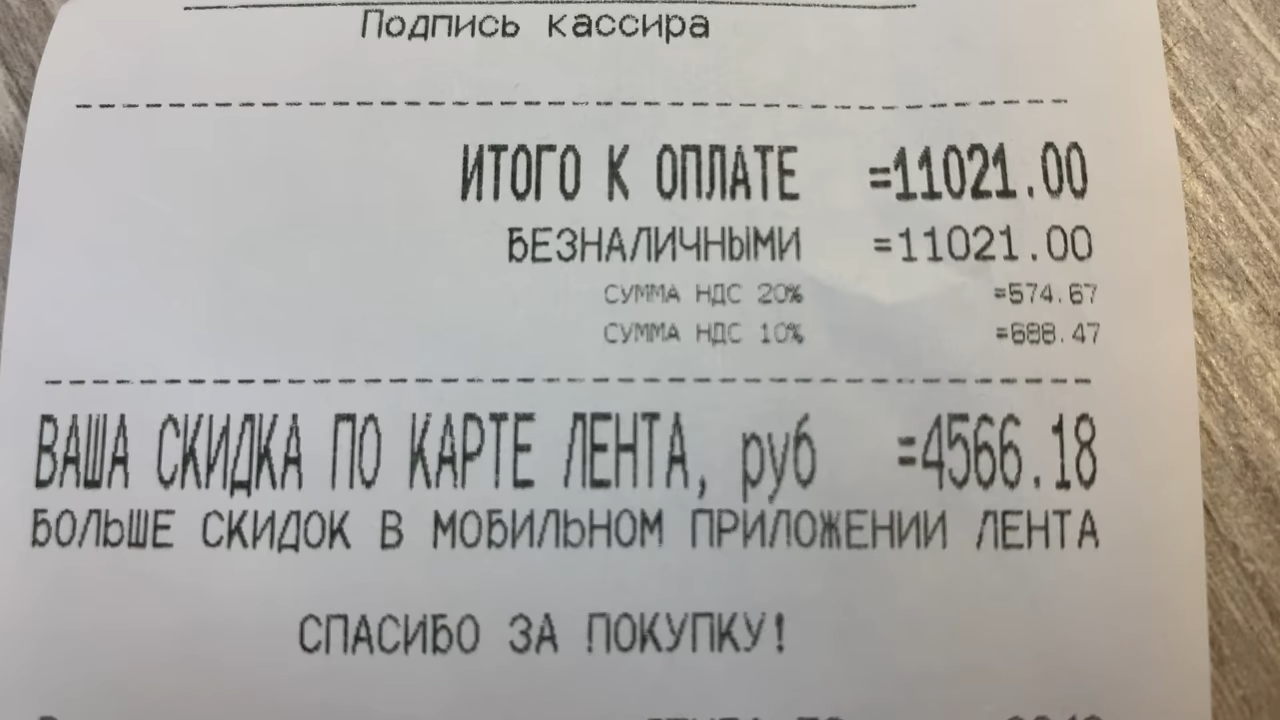 Подпись кассира
ИТОГО К ОПЛАТЕ =11021.00
БЕЗНАЛИЧНЫМИ =11021.00
СУММА НДС 20% =574.67
СУММА НДС 10% =688.47
ВАША СКИДКА ПО КАРТЕ ЛЕНТА, руб =4566.18
БОЛЬШЕ СКИДОК В МОБИЛЬНОМ ПРИЛОЖЕНИИ ЛЕНТА
СПАСИБО ЗА ПОКУПКУ!